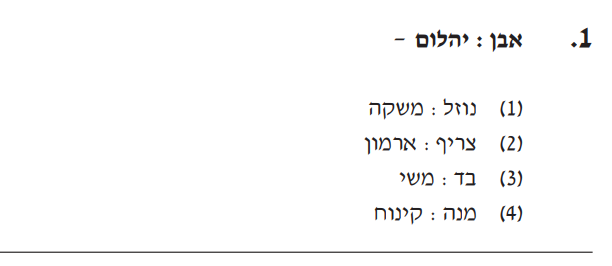 1. אבן : יהלום –
(1) נוזל : משקה
(2) צריף : ארמון
(3) בד : משי
(4) מנה : קינוח